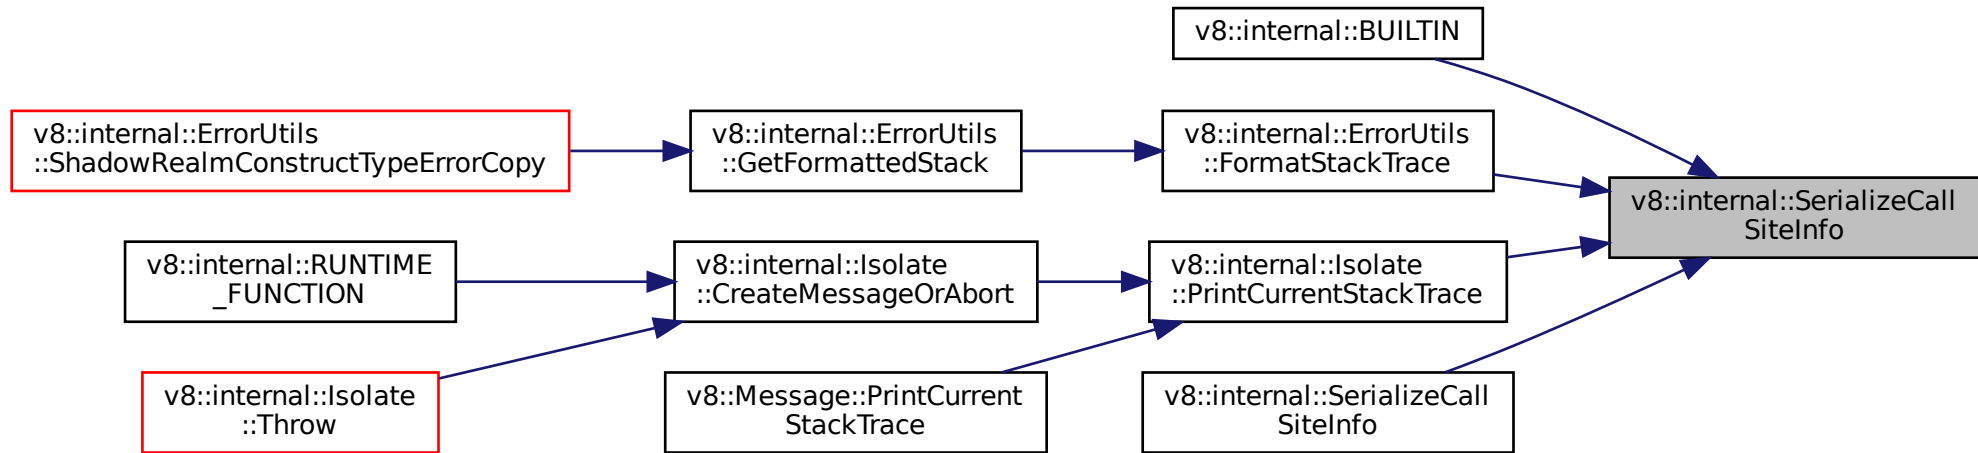 v8::internal::BUILTIN
v8::internal::ErrorUtils
::ShadowRealmConstructTypeErrorCopy
v8::internal::ErrorUtils
::GetFormattedStack
v8::internal::ErrorUtils
::FormatStackTrace
v8::internal::SerializeCall
SiteInfo
v8::internal::RUNTIME
_FUNCTION
v8::internal::Isolate
::CreateMessageOrAbort
v8::internal::Isolate
::PrintCurrentStackTrace
v8::internal::Isolate
::Throw
v8::Message::PrintCurrent
StackTrace
v8::internal::SerializeCall
SiteInfo